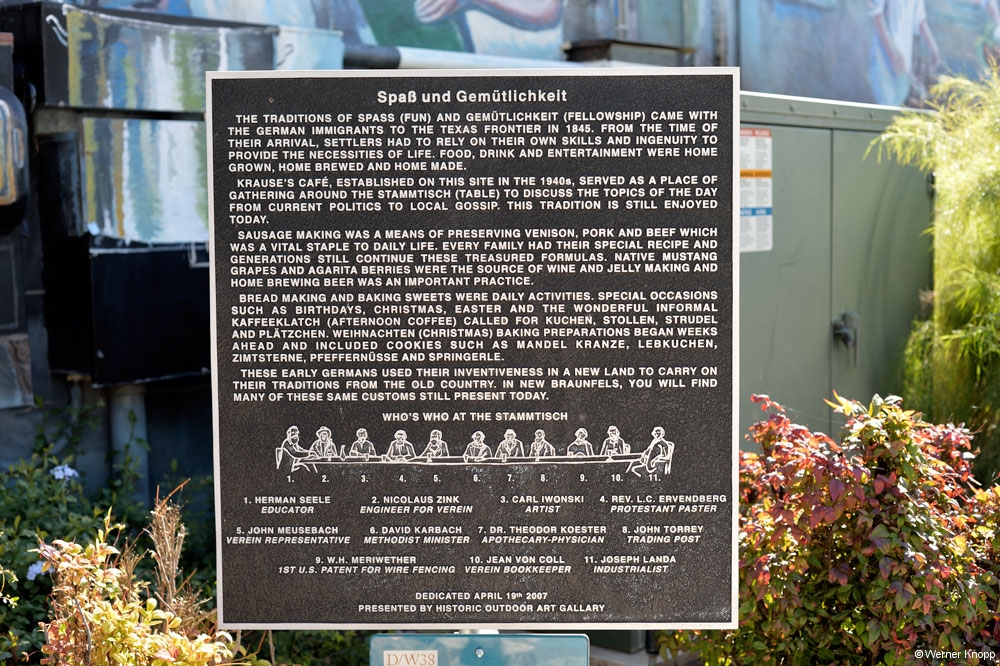 Spaß und Gemütlichkeit
THE TRADITIONS OF SPASS (FUN) AND GEMÜTLICHKEIT (FELLOWSHIP) CAME WITH
THE GERMAN IMMIGRANTS TO THE TEXAS FRONTIER IN 1845. FROM THE TIME OF
THEIR ARRIVAL, SETTLERS HAD TO RELY ON THEIR OWN SKILLS AND INGENUITY TO
PROVIDE THE NECESSITIES OF LIFE. FOOD, DRINK AND ENTERTAINMENT WERE HOME
GROWN, HOME BREWED AND HOME MADE.
KRAUSE'S CAFÉ, ESTABLISHED ON THIS SITE IN THE 1940s, SERVED AS A PLACE OF
GATHERING AROUND THE STAMMTISCH (TABLE) TO DISCUSS THE TOPICS OF THE DAY
FROM CURRENT POLITICS TO LOCAL GOSSIP. THIS TRADITION IS STILL ENJOYED
TODAY.
SAUSAGE MAKING WAS A MEANS OF PRESERVING VENISON, PORK AND BEEF WHICH
WAS A VITAL STAPLE TO DAILY LIFE. EVERY FAMILY HAD THEIR SPECIAL RECIPE AND
GENERATIONS STILL CONTINUE THESE TREASURED FORMULAS. NATIVE MUSTANG
GRAPES AND AGARITA BERRIES WERE THE SOURCE OF WINE AND JELLY MAKING AND
HOME BREWING BEER WAS AN IMPORTANT PRACTICE.
BREAD MAKING AND BAKING SWEETS WERE DAILY ACTIVITIES. SPECIAL OCCASIONS
SUCH AS BIRTHDAYS, CHRISTMAS, EASTER AND THE WONDERFUL INFORMAL
KAFFEEKLATCH (AFTERNOON COFFEE) CALLED FOR KUCHEN, STOLLEN, STRUDEL
AND PLÄTZCHEN. WEIHNACHTEN (CHRISTMAS) BAKING PREPARATIONS BEGAN WEEKS
AHEAD AND INCLUDED COOKIES SUCH AS MANDEL KRANZE, LEBKUCHEN,
ZIMTSTERNE, PFEFFERNÜSSE AND SPRINGERLE.
THESE EARLY GERMANS USED THEIR INVENTIVENESS IN A NEW LAND TO CARRY ON
THEIR TRADITIONS FROM THE OLD COUNTRY. IN NEW BRAUNFELS, YOU WILL FIND
MANY OF THESE SAME CUSTOMS STILL PRESENT TODAY.
WHO'S WHO AT THE STAMMTISCH
1. 2. 3. 4. 5. 6. 7. 8. 9. 10. 11.
1. HERMAN SEELE 2. NICOLAUS ZINK 3. CARL IWONSKI 4. REV. L.C. ERVENDBERG
EDUCATOR ENGINEER FOR VEREIN ARTIST PROTESTANT PASTER
5. JOHN MEUSEBACH 6. DAVID KARBACH 7. DR. THEODOR KOESTER 8. JOHN TORREY
VEREIN REPRESENTATIVE METHODIST MINISTER APOTHECARY-PHYSICIAN TRADING POST
9. W.H. MERIWETHER 10. JEAN VON COLL 11. JOSEPH LANDA
1ST U.S. PATENT FOR WIRE FENCING VEREIN BOOKKEEPER INDUSTRIALIST
DEDICATED APRIL 19th 2007
PRESENTED BY HISTORIC OUTDOOR ART GALLARY
D/W38
©Werner Knopp